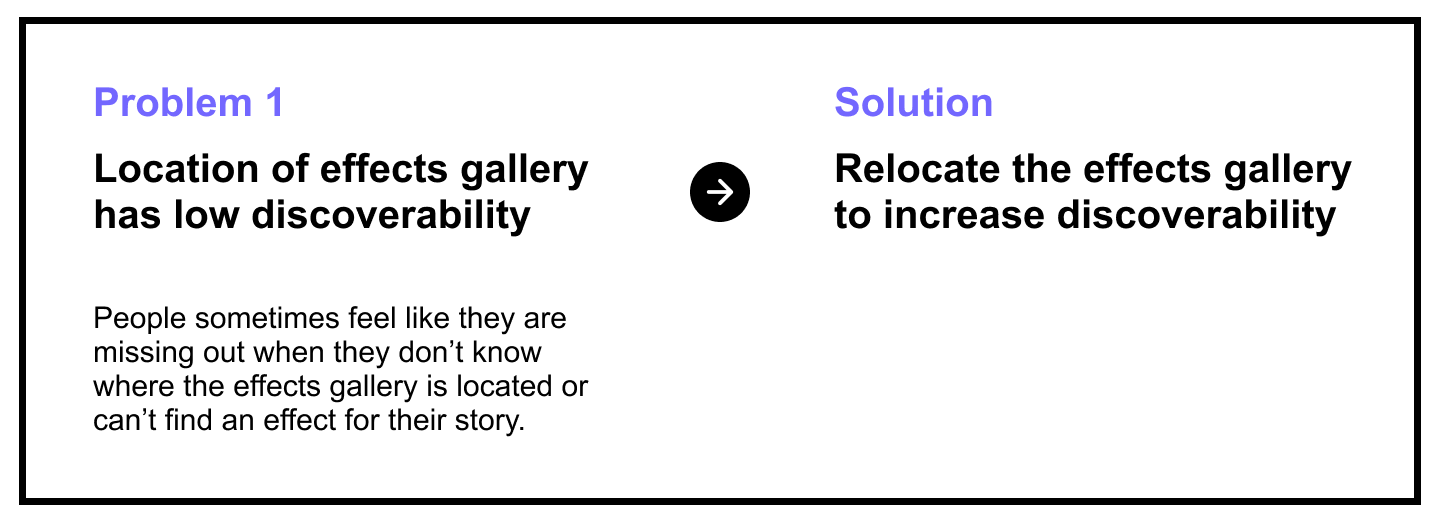 Problem 1
Location of effects gallery
has low discoverability
People sometimes feel like they are
missing out when they don’t know
where the effects gallery is located or
can’t find an effect for their story.
Solution
Relocate the effects gallery
to increase discoverability